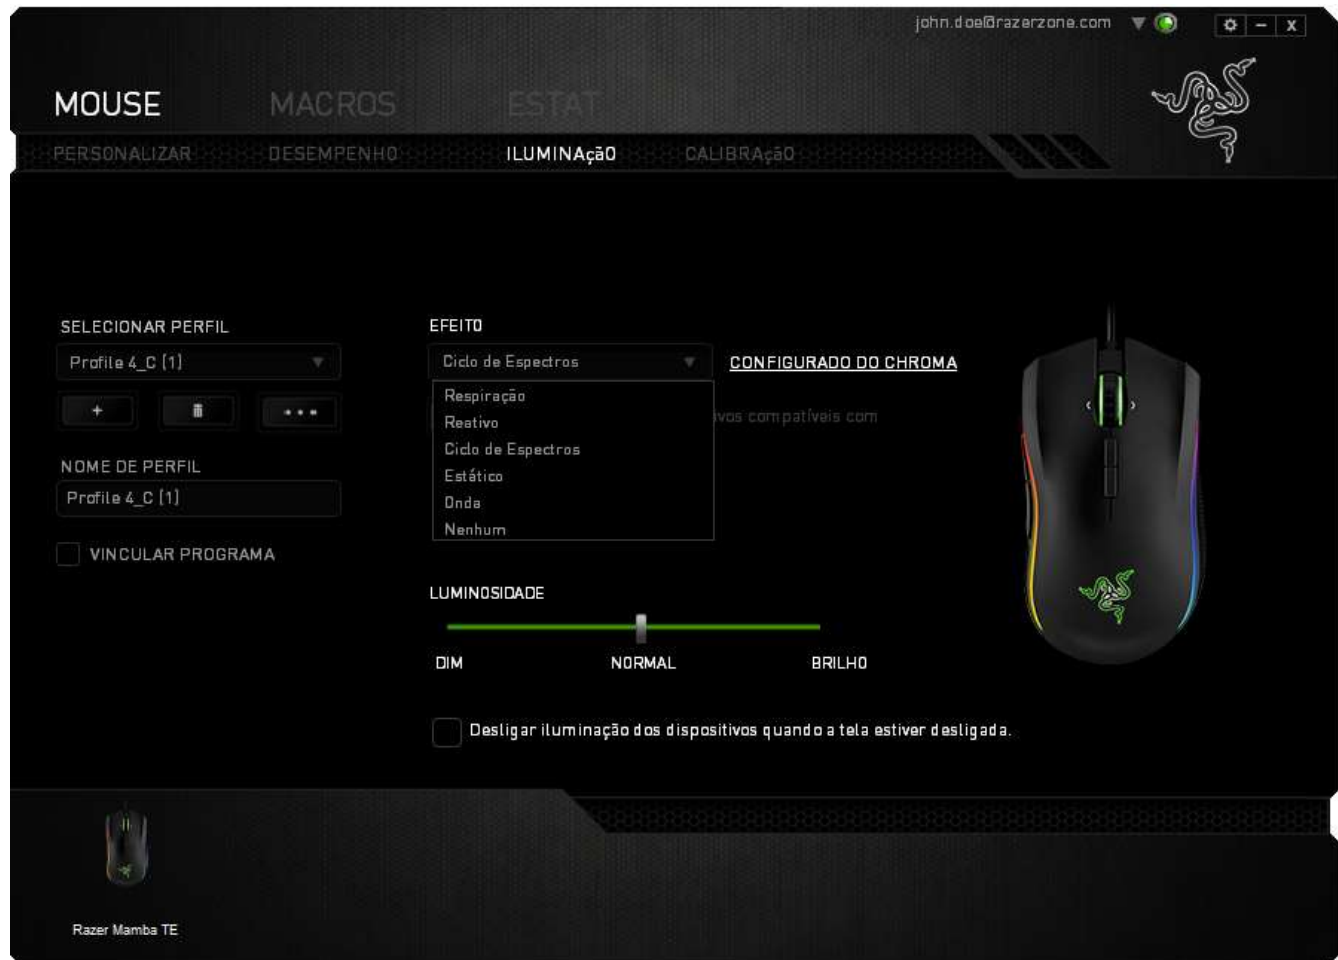 john.doe@razerzone.com
X
MOUSE MACROS ESTAT
PERSONALIZAR DESEMPENHO ILUMINAçãO CALIBRAçãO
SELECIONAR PERFIL
Profile 4_C (1)
NOME DE PERFIL
Profile 4_C (1)
VINCULAR PROGRAMA
EFEITO
Ciclo de Espectros
CONFIGURADO DO CHROMA
Respiração
Reativo
Ciclo de Espectros
Estático
Onda
Nenhum
compatíveis com
LUMINOSIDADE
DIM NORMAL BRILHO
Desligar iluminação dos dispositivos quando a tela estiver desligada.
Razer Mamba TE